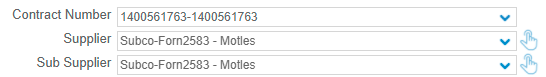 Contract Number 1400561763-1400561763
Supplier Subco-Forn2583 - Motles
Sub Supplier Subco-Forn2583 - Motles